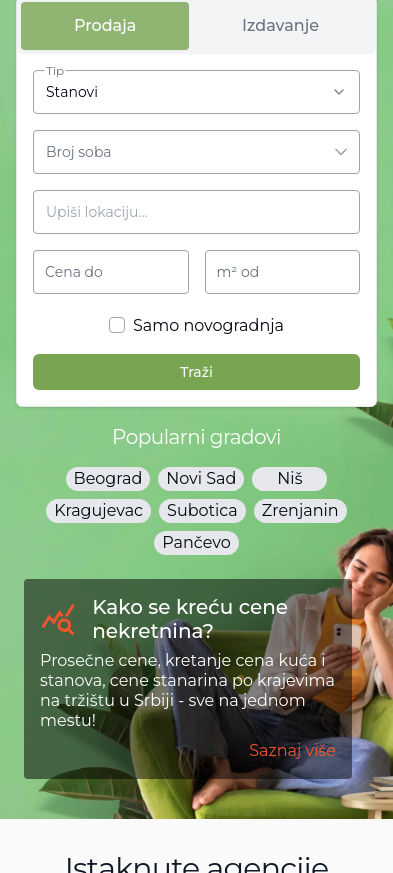 Prodaja
Izdavanje
Tip
Stanovi
Broj soba
Upiši lokaciju...
Cena do
m² od
Samo novogradnja
Traži
Popularni gradovi
Beograd
Novi Sad
Niš
Kragujevac
Subotica
Zrenjanin
Pančevo
Kako se kreću cene
nekretnina?
Prosečne cene, kretanje cena kuća i
stanova, cene stanarina po krajevima
na tržištu u Srbiji - sve na jednom
mestu!
Saznaj više
Istaknute agencije